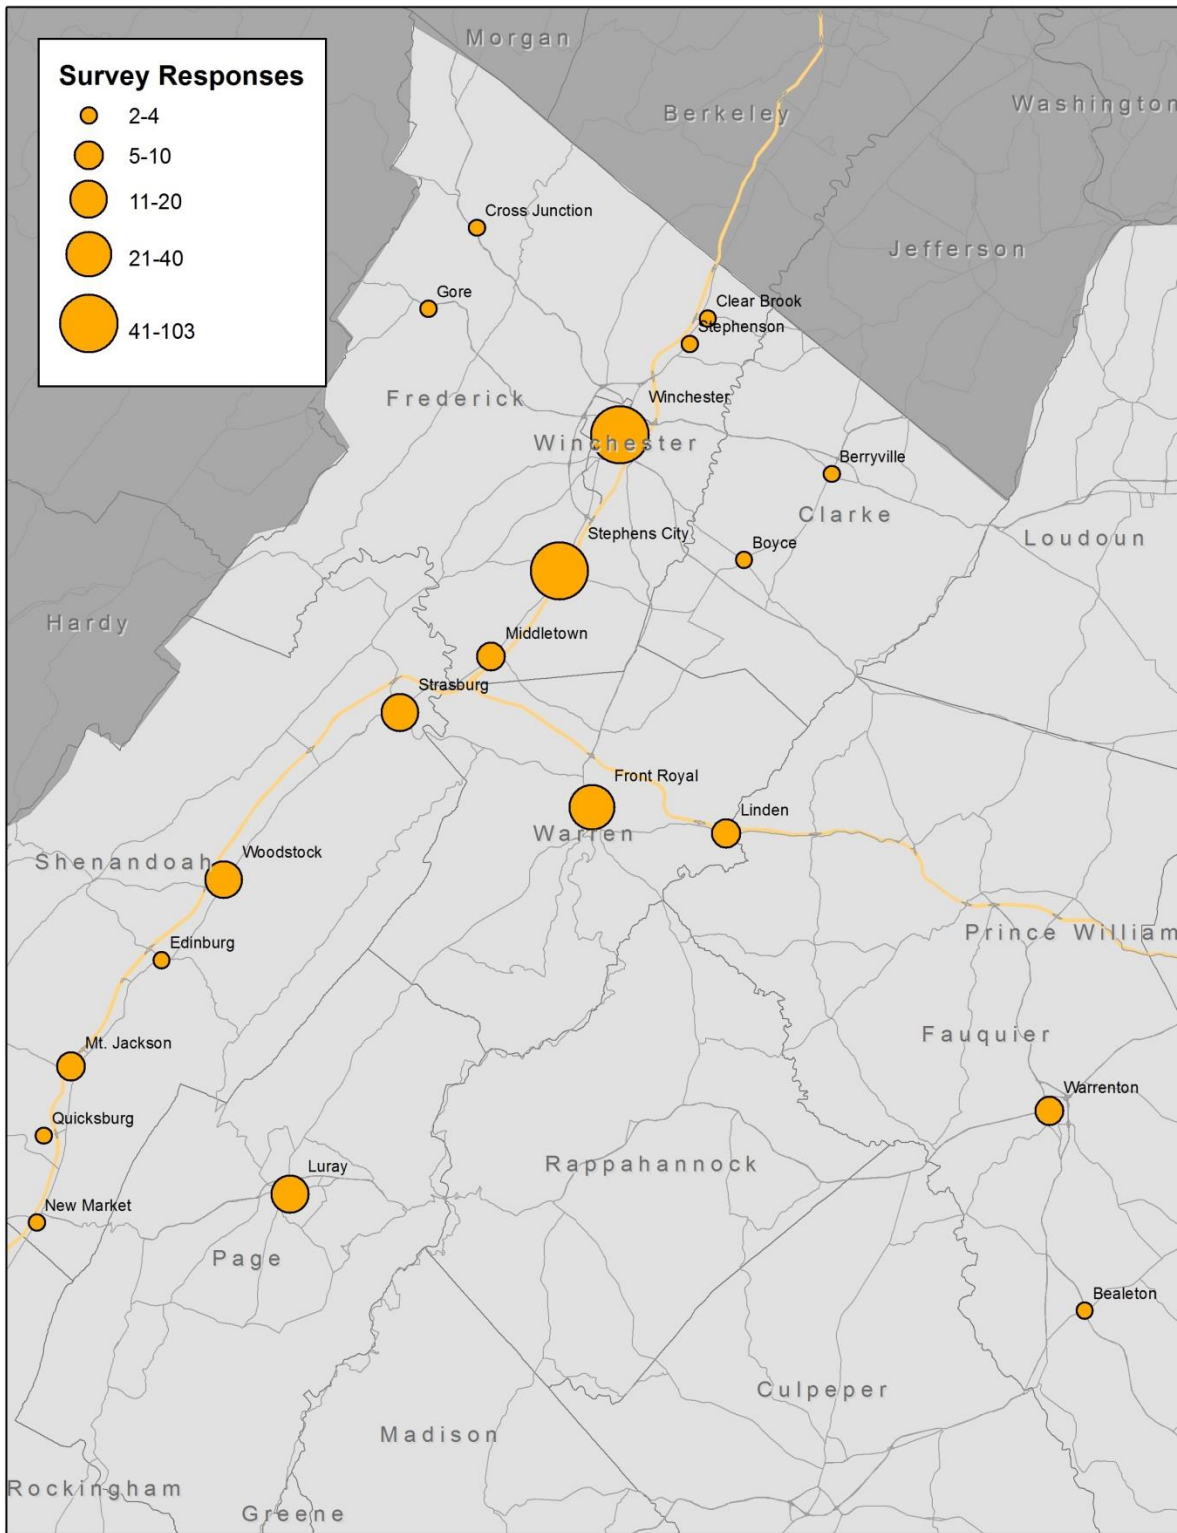 Morgan
Survey Responses
2-4
5-10
11-20
21-40
41-103
Berkeley
Washington
Cross Junction
Jefferson
Gore
Clear Brook
Stephenson
Frederick
Winchester
Winchester
Berryville
Clarke
Stephens City
Loudoun
Boyce
Hardy
Middletown
Strasburg
Front Royal
Linden
Warren
Woodstock
Shenandoah
Edinburg
Prince William
Fauquier
Mt. Jackson
Warrenton
Quicksburg
Rappahannock
Luray
New Market
Page
Bealeton
Culpeper
Madison
Rockingham
Greene